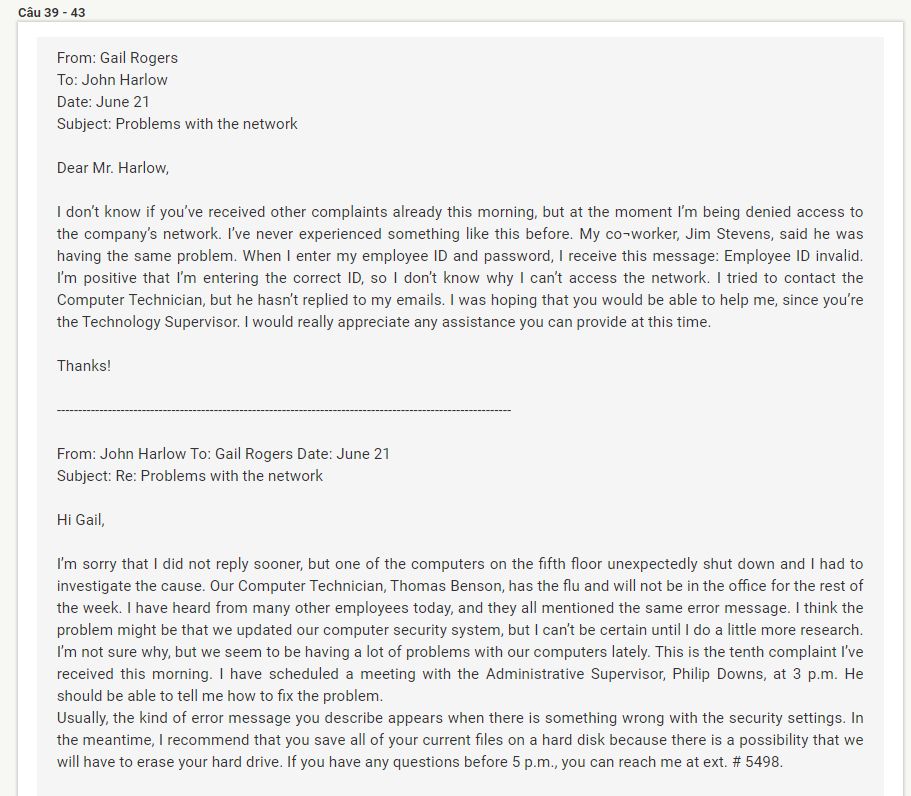 Câu 39 - 43
From: Gail Rogers
To: John Harlow
Date: June 21
Subject: Problems with the network
Dear Mr. Harlow,
I don’t know if you’ve received other complaints already this morning, but at the moment I’m being denied access to
the company’s network. I’ve never experienced something like this before. My co¬worker, Jim Stevens, said he was
having the same problem. When I enter my employee ID and password, I receive this message: Employee ID invalid.
I’m positive that I’m entering the correct ID, so I don’t know why I can’t access the network. I tried to contact the
Computer Technician, but he hasn’t replied to my emails. I was hoping that you would be able to help me, since you’re
the Technology Supervisor. I would really appreciate any assistance you can provide at this time.
Thanks!
-----------------------------------------------------------------------------------------------------------------
From: John Harlow To: Gail Rogers Date: June 21
Subject: Re: Problems with the network
Hi Gail,
I’m sorry that I did not reply sooner, but one of the computers on the fifth floor unexpectedly shut down and I had to
investigate the cause. Our Computer Technician, Thomas Benson, has the flu and will not be in the office for the rest of
the week. I have heard from many other employees today, and they all mentioned the same error message. I think the
problem might be that we updated our computer security system, but I can’t be certain until I do a little more research.
I’m not sure why, but we seem to be having a lot of problems with our computers lately. This is the tenth complaint I’ve
received this morning. I have scheduled a meeting with the Administrative Supervisor, Philip Downs, at 3 p.m. He
should be able to tell me how to fix the problem.
Usually, the kind of error message you describe appears when there is something wrong with the security settings. In
the meantime, I recommend that you save all of your current files on a hard disk because there is a possibility that we
will have to erase your hard drive. If you have any questions before 5 p.m., you can reach me at ext. # 5498.